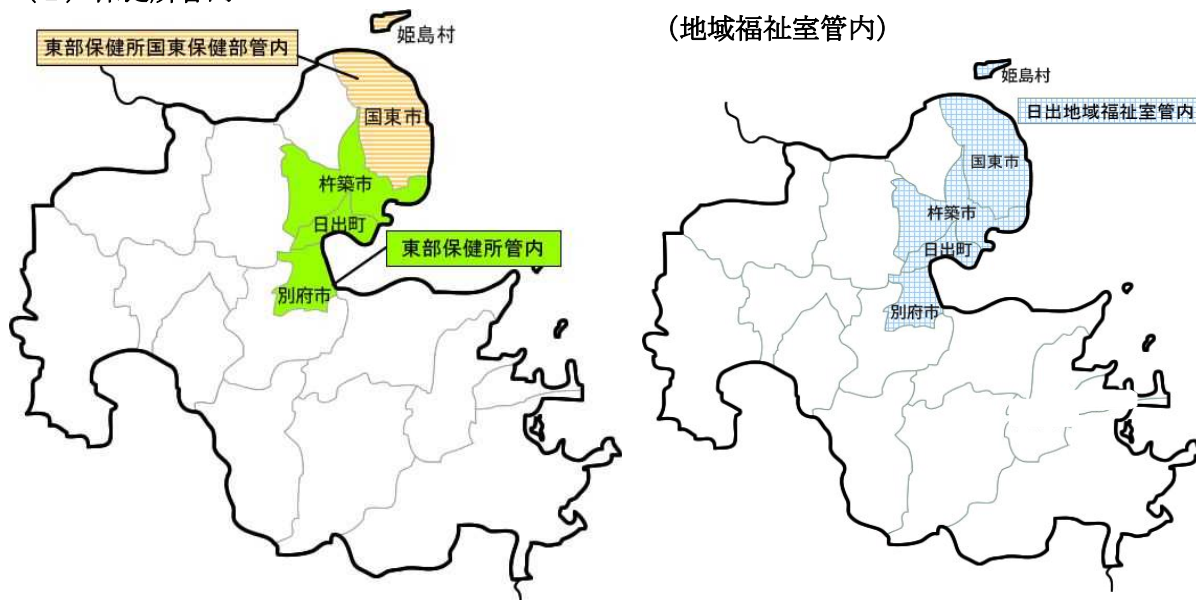 姫島村
東部保健所国東保健部管内
国東市
杵築市
日出町
東部保健所管内
別府市
(地域福祉室管内)
姫島村
日出地域福祉室管内
国東市
杵築市
日出町
別府市